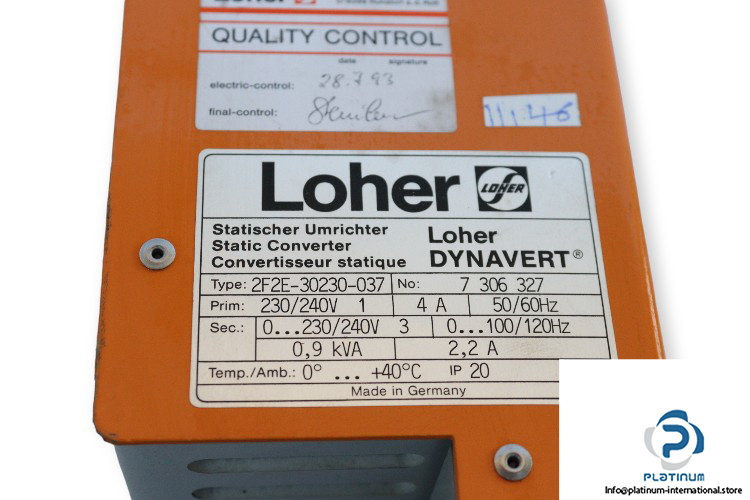 Loher
QUALITY CONTROL
date signature
electric-control: 28.7.93
final-control:
11:46
Loher LOHER
Statischer Umrichter
Static Converter
Convertisseur statique
Loher
DYNAVERT®
Type: 2F2E-30230-037 No: 7 306 327
Prim: 230/240V 1 4 A 50/60Hz
Sec.: 0...230/240V 3 0...100/120Hz
0,9 kVA 2,2 A
Temp./Amb.: 0° ... +40°C IP 20
Made in Germany
PLATINUM
INTERNATIONAL
Info@platinum-international.store